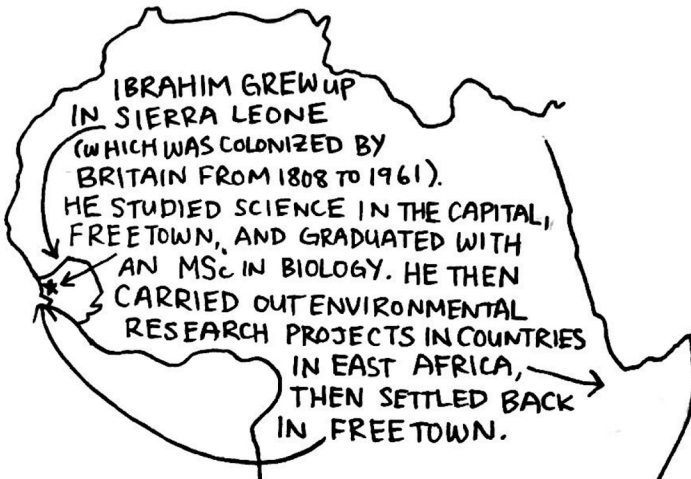 IBRAHIM GREW UP
IN SIERRA LEONE
(WHICH WAS COLONIZED BY
BRITAIN FROM 1808 TO 1961).
HE STUDIED SCIENCE IN THE CAPITAL,
FREETOWN, AND GRADUATED WITH
AN MSc IN BIOLOGY. HE THEN
CARRIED OUT ENVIRONMENTAL
RESEARCH PROJECTS IN COUNTRIES
IN EAST AFRICA,
THEN SETTLED BACK
IN FREETOWN.